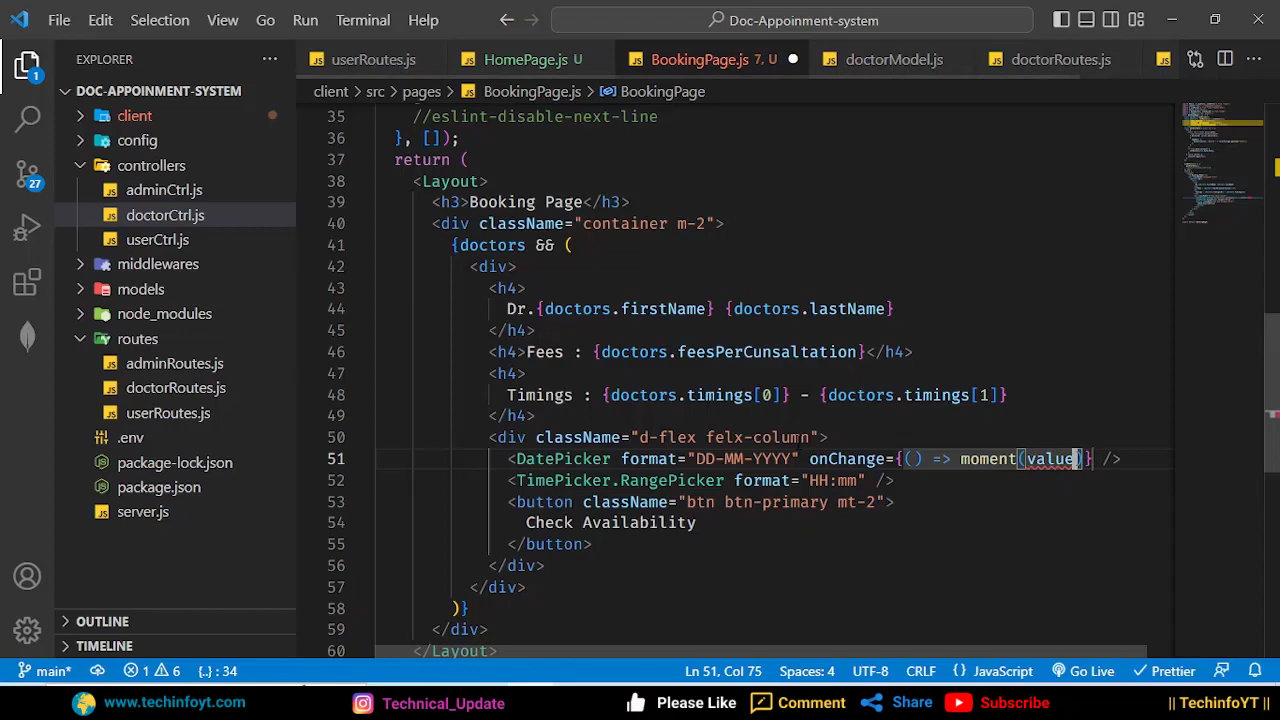 File Edit Selection View Go Run Terminal Help Doc-Appoinment-system
EXPLORER
userRoutes.js HomePage.js U BookingPage.js 7, U doctorModel.js doctorRoutes.js
client > src > pages > BookingPage.js > BookingPage
1
27
DOC-APPOINMENT-SYSTEM
client
config
controllers
adminCtrl.js
doctorCtrl.js
userCtrl.js
middlewares
models
node_modules
routes
adminRoutes.js
doctorRoutes.js
userRoutes.js
.env
package-lock.json
package.json
server.js
OUTLINE
TIMELINE
35 //eslint-disable-next-line
36 }, []);
37 return (
38 <Layout>
39 <h3>Booking Page</h3>
40 <div className="container m-2">
41 {doctors && (
42 <div>
43 <h4>
44 Dr.{doctors.firstName} {doctors.lastName}
45 </h4>
46 <h4>Fees : {doctors.feesPerCunsaltation}</h4>
47 <h4>
48 Timings : {doctors.timings[0]} - {doctors.timings[1]}
49 </h4>
50 <div className="d-flex felx-column">
51 <DatePicker format="DD-MM-YYYY" onChange={() => moment(value)} />
52 <TimePicker.RangePicker format="HH:mm" />
53 <button className="btn btn-primary mt-2">
54 Check Availability
55 </button>
56 </div>
57 </div>
58 )}
59 </div>
60 </Layout>
main* 1 6 {..} : 34 Ln 51, Col 75 Spaces: 4 UTF-8 CRLF {} JavaScript Go Live Prettier
www.techinfoyt.com Technical_Update Please Like Comment Share Subscribe || TechinfoYT ||